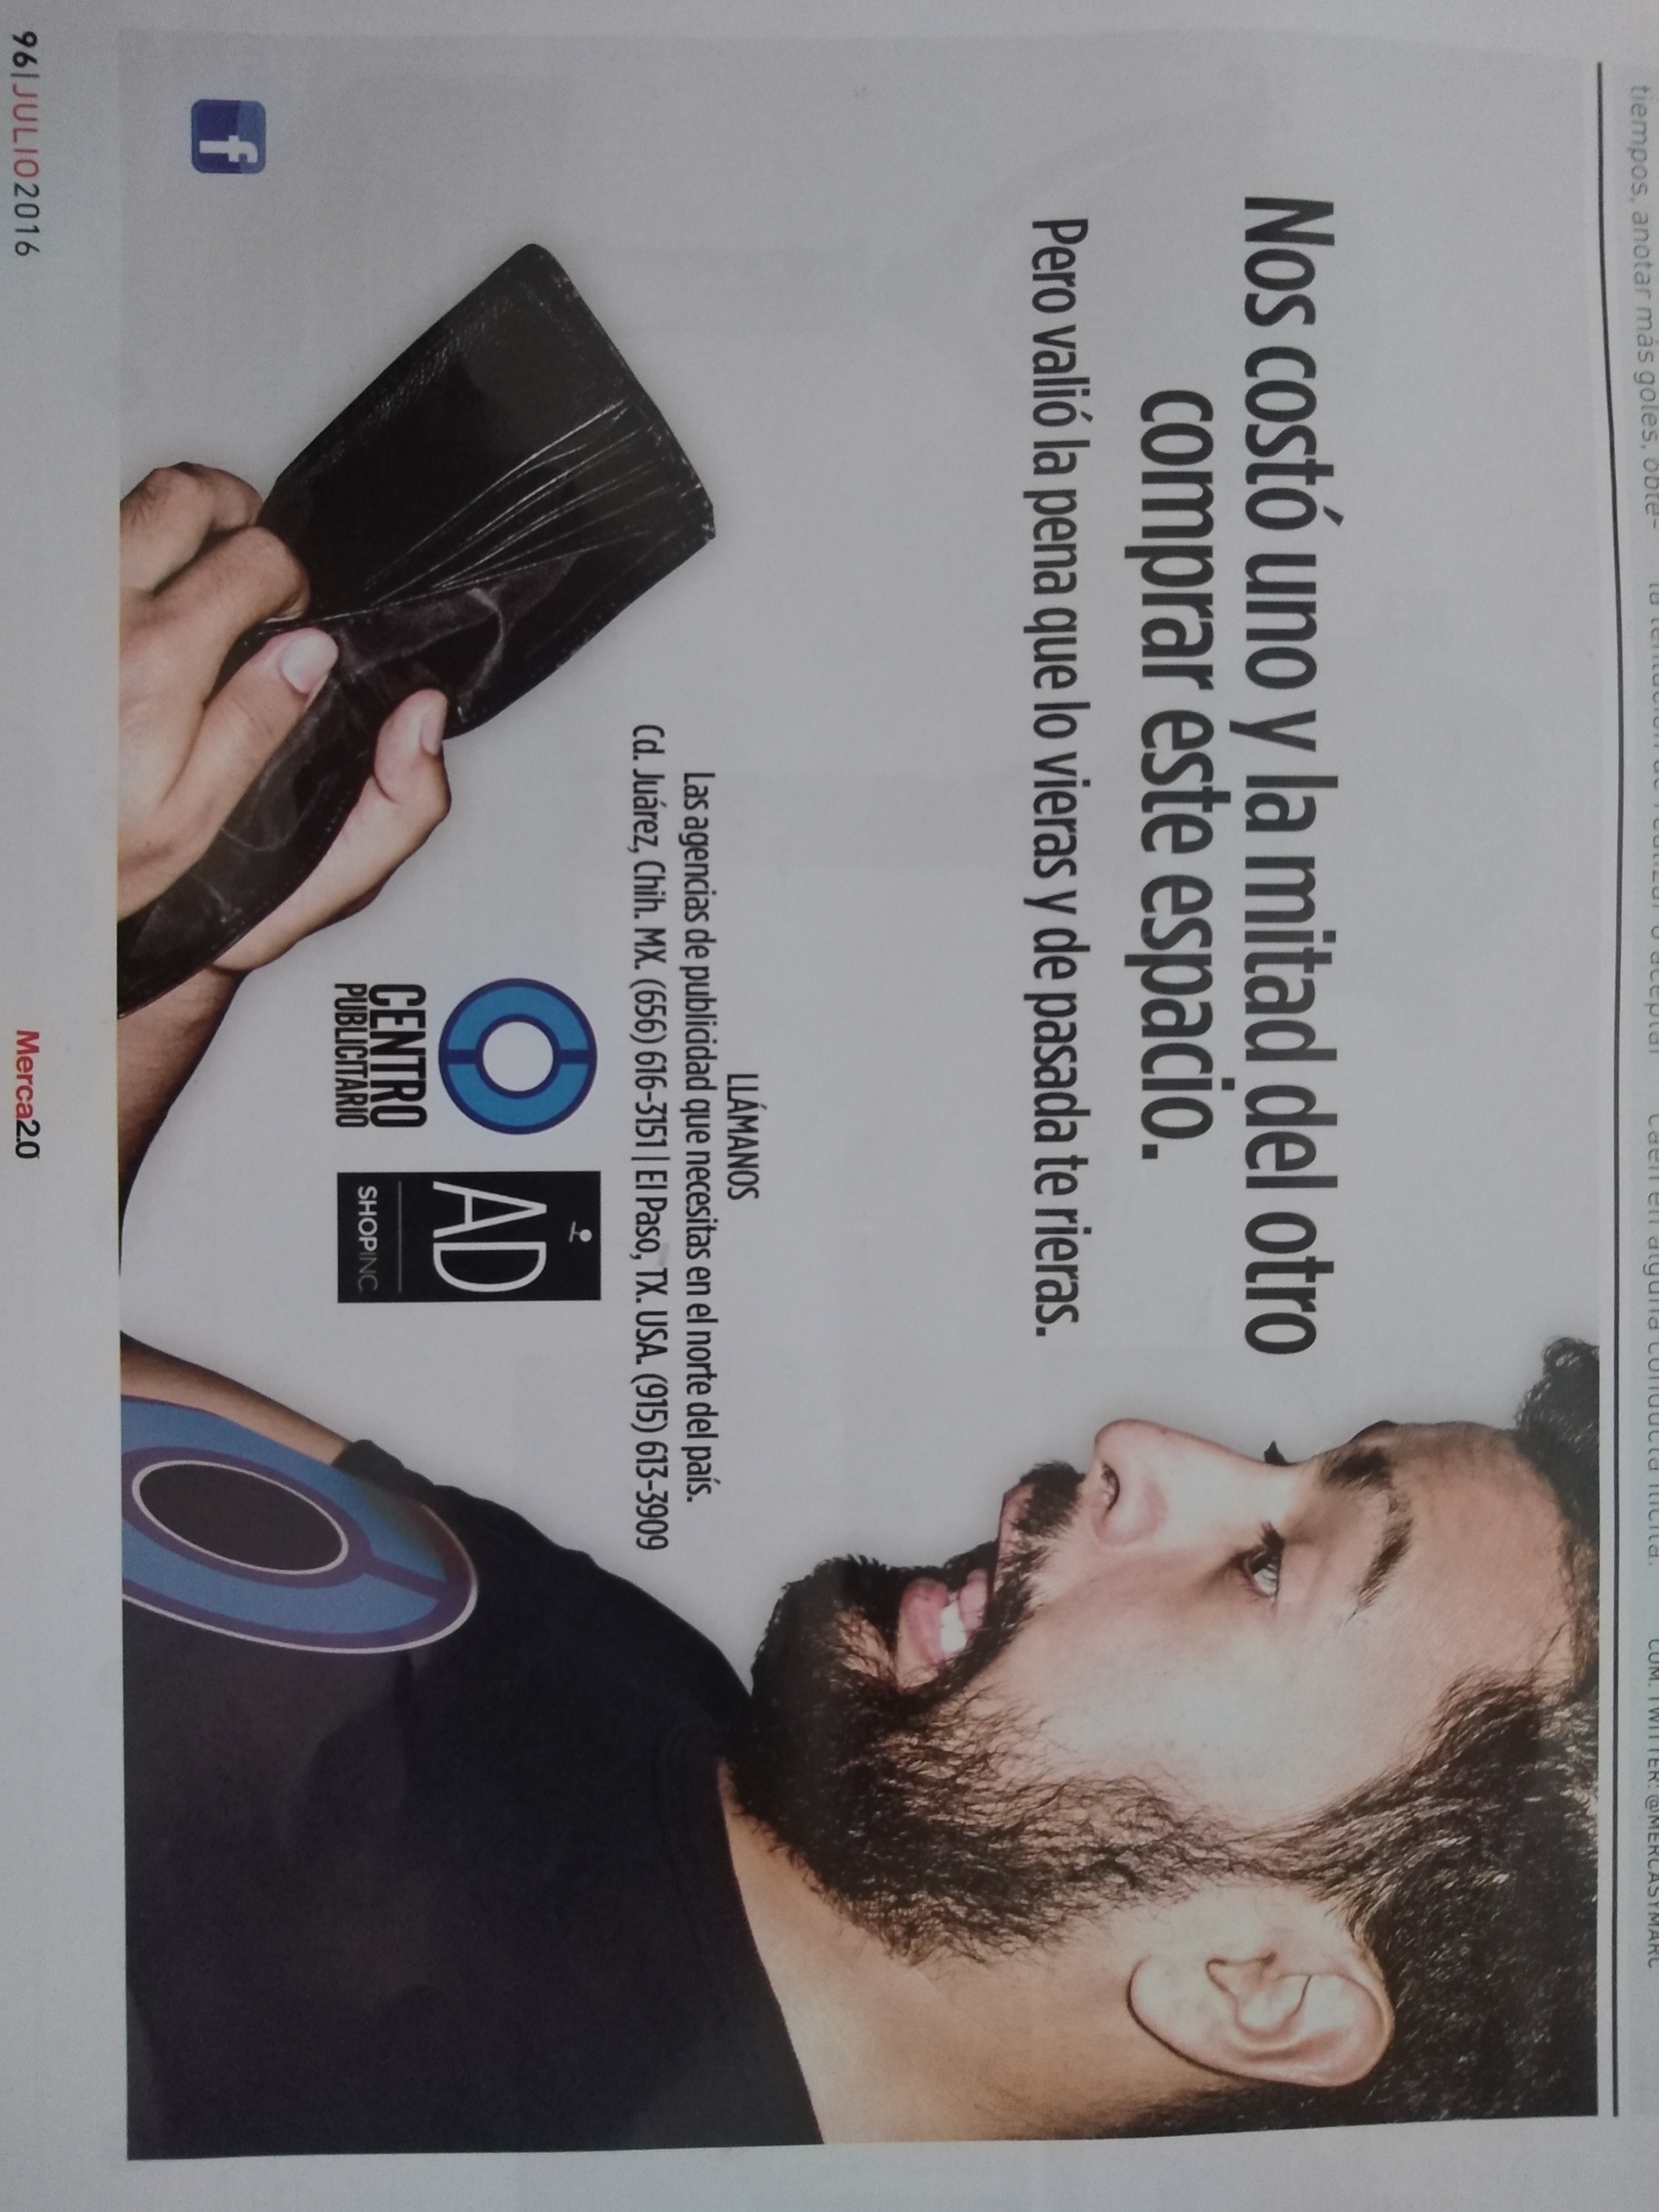 tiempos, anotar más goles, obte-
Nos costó uno y la mitad del otro
comprar este espacio.
Pero valió la pena que lo vieras y de pasada te rieras.
LLÁMANOS
Las agencias de publicidad que necesitas en el norte del país.
Cd. Juárez, Chih. MX. (656) 616-3151 | El Paso, TX. USA. (915) 613-3909
CENTRO
PUBLICITARIO
AD
SHOPINC
f
96|JULIO2016
Merca2.0